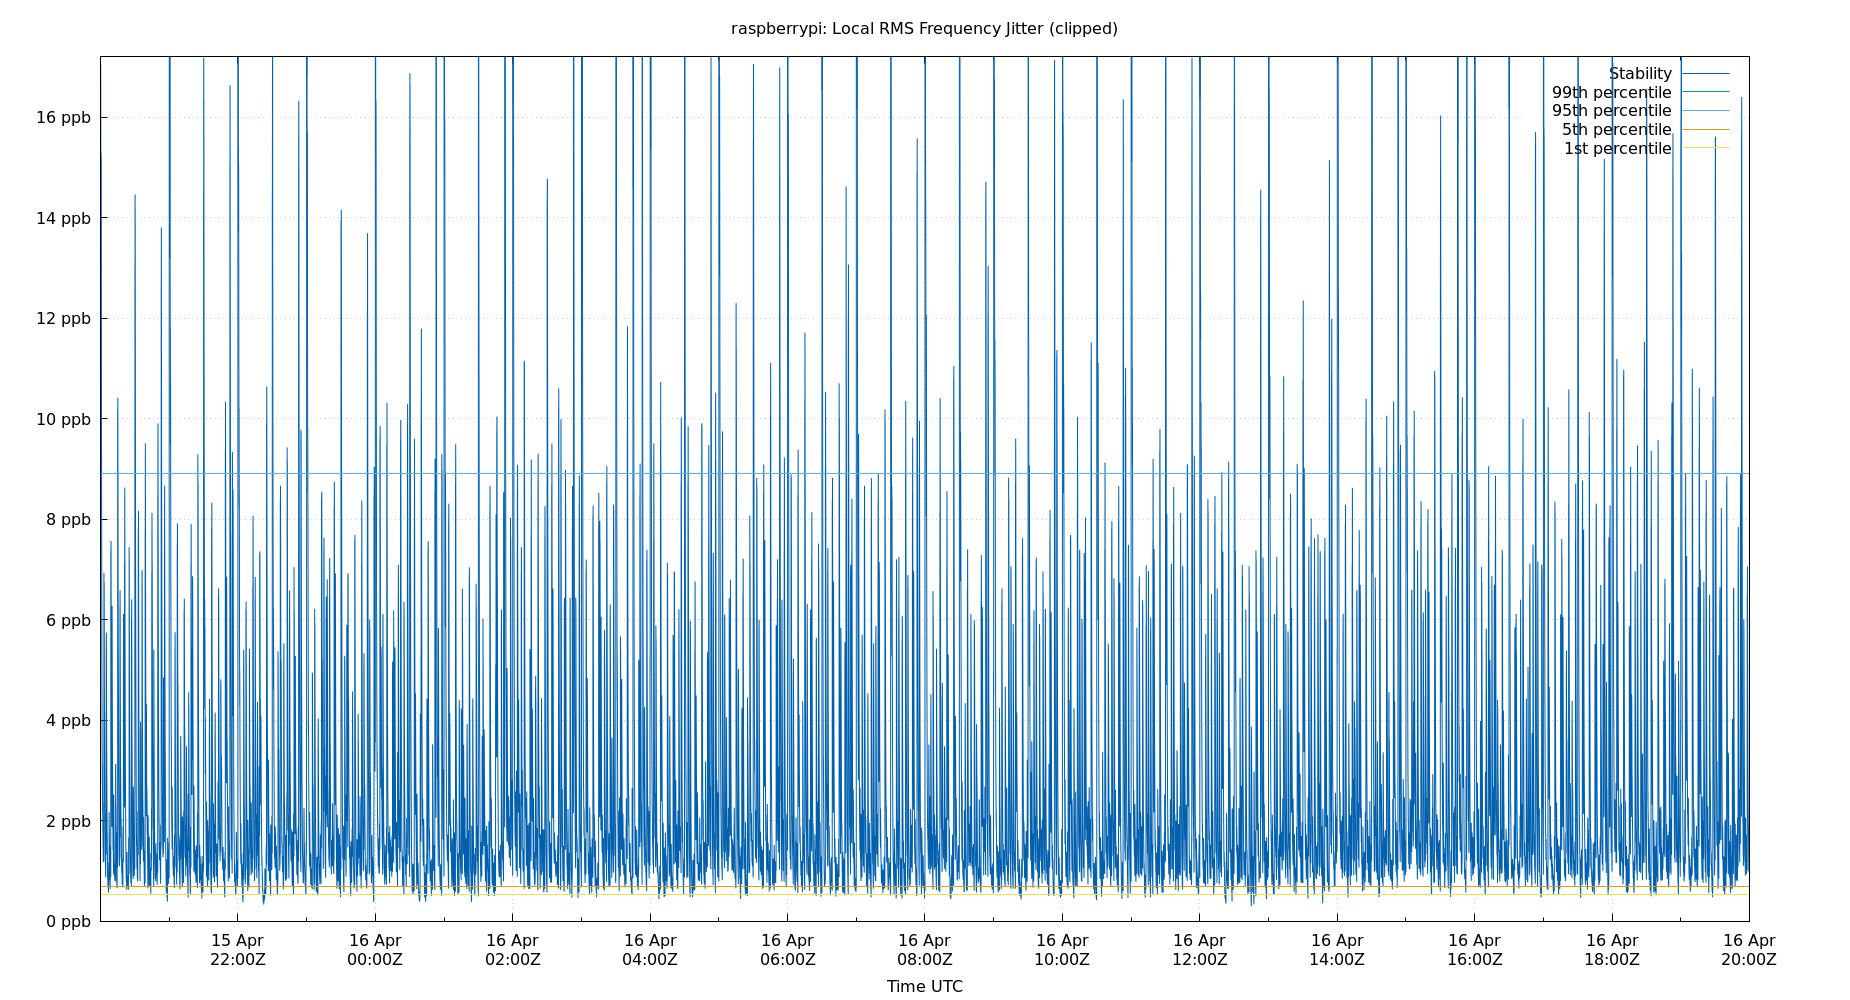 raspberrypi: Local RMS Frequency Jitter (clipped)
Stability
99th percentile
95th percentile
5th percentile
1st percentile
16 ppb
14 ppb
12 ppb
10 ppb
8 ppb
6 ppb
4 ppb
2 ppb
0 ppb
15 Apr
22:00Z
16 Apr
00:00Z
16 Apr
02:00Z
16 Apr
04:00Z
16 Apr
06:00Z
16 Apr
08:00Z
16 Apr
10:00Z
16 Apr
12:00Z
16 Apr
14:00Z
16 Apr
16:00Z
16 Apr
18:00Z
16 Apr
20:00Z
Time UTC